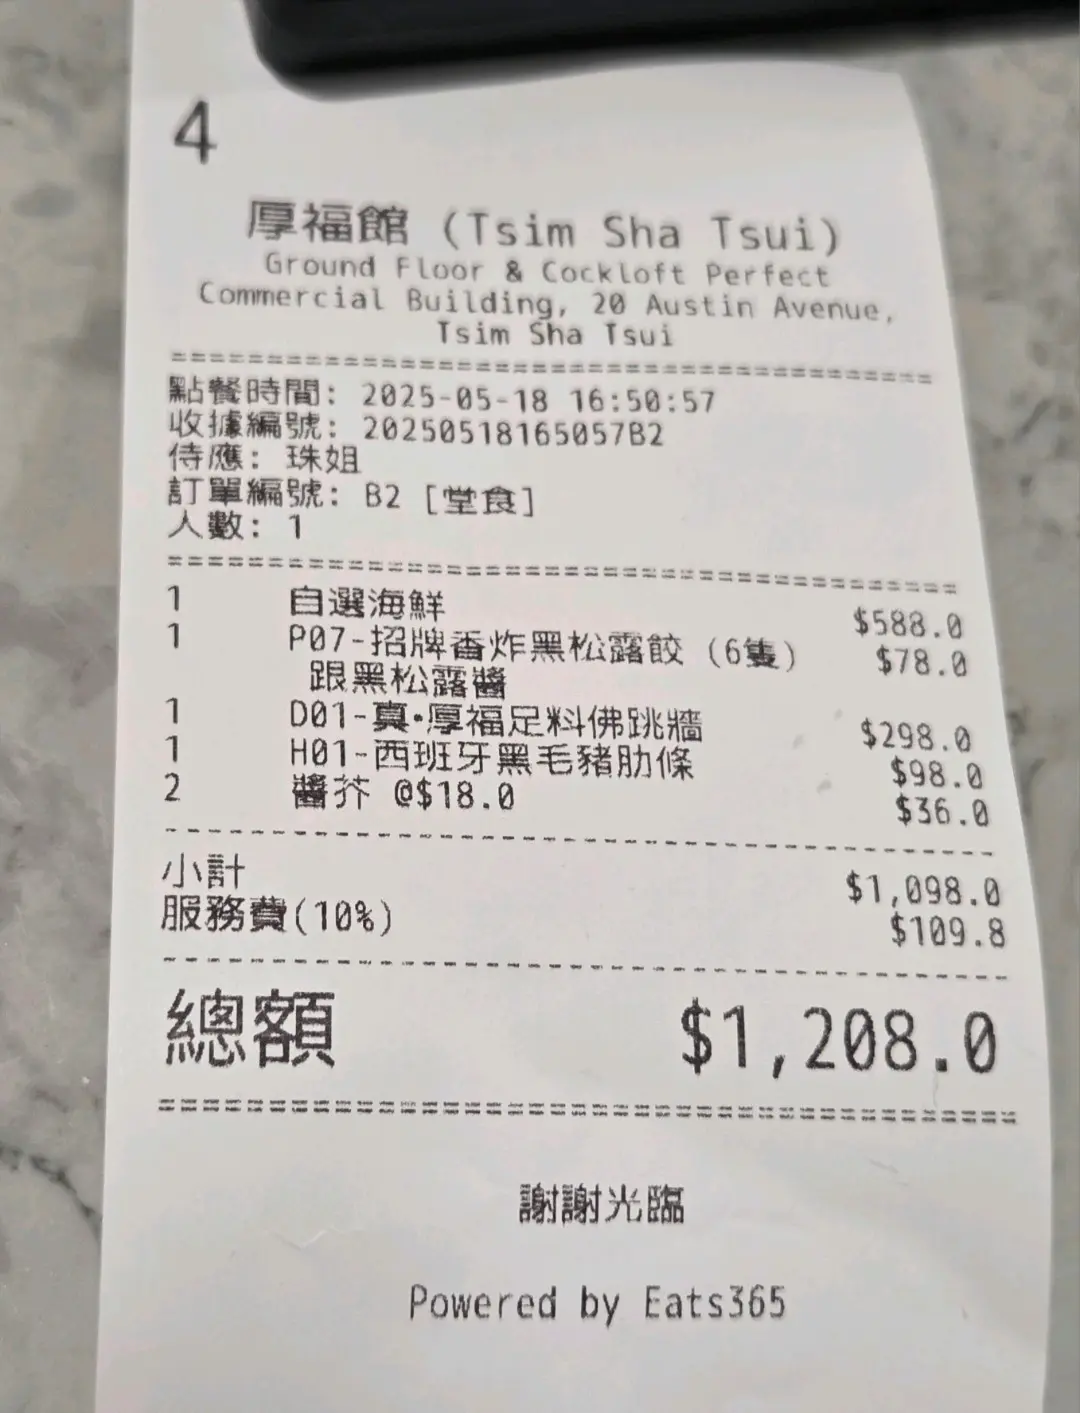 4
厚福館 (Tsim Sha Tsui)
Ground Floor & Cockloft Perfect
Commercial Building, 20 Austin Avenue,
Tsim Sha Tsui
點餐時間: 2025-05-18 16:50:57
收據編號: 20250518165057B2
侍應: 珠姐
訂單編號: B2 [堂食]
人數: 1
1 自選海鮮 $588.0
1 P07-招牌香炸黑松露餃 (6隻) $78.0
跟黑松露醬
1 D01-真·厚福足料佛跳牆 $298.0
1 H01-西班牙黑毛豬肋條 $98.0
2 醬芥 @$18.0 $36.0
小計 $1,098.0
服務費(10%) $109.8
總額 $1,208.0
謝謝光臨
Powered by Eats365